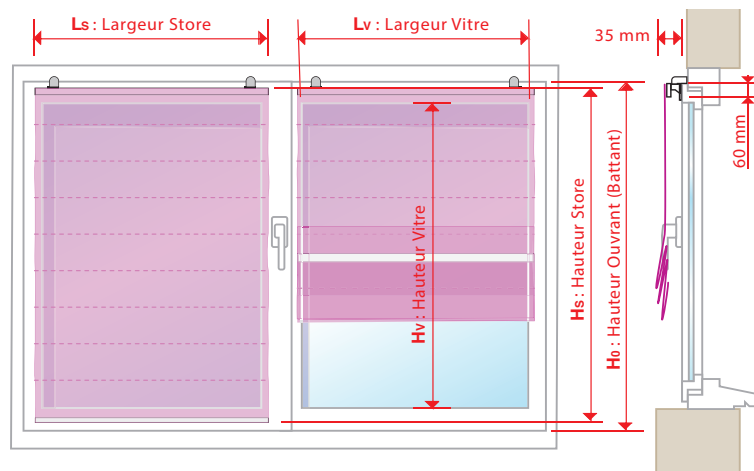 Ls : Largeur Store
Lv : Largeur Vitre
35 mm
60 mm
Hv : Hauteur Vitre
Hs : Hauteur Store
H0 : Hauteur Ouvrant (Battant)